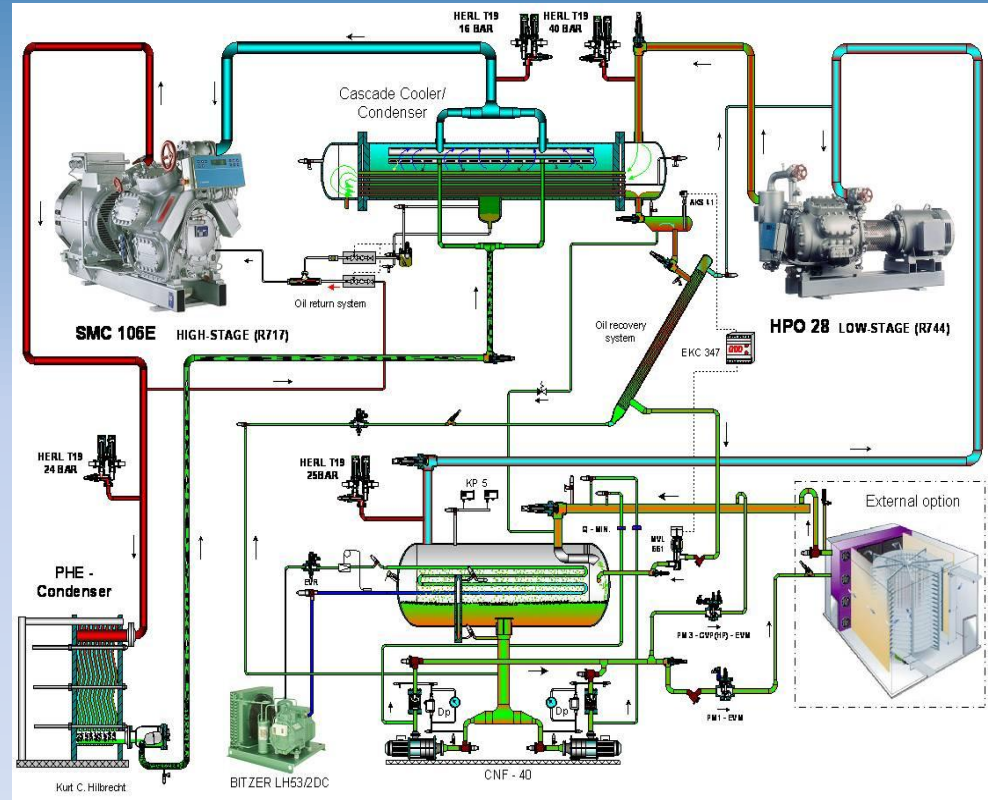 HERL T19
16 BAR
HERL T19
40 BAR
Cascade Cooler/
Condenser
AKS 41
Oil return system
SMC 106E HIGH-STAGE (R717)
HPO 28 LOW-STAGE (R744)
Oil recovery
system
EKC 347
HERL T19
24 BAR
HERL T19
25BAR
KP 5
Q - MIN.
MVL
661
External option
EVR
PHE -
Condenser
PM 3 - CVP(HP) - EVM
PM 1 - EVM
Dp
Dp
BITZER LH53/2DC
CNF - 40
Kurt C. Hilbrecht